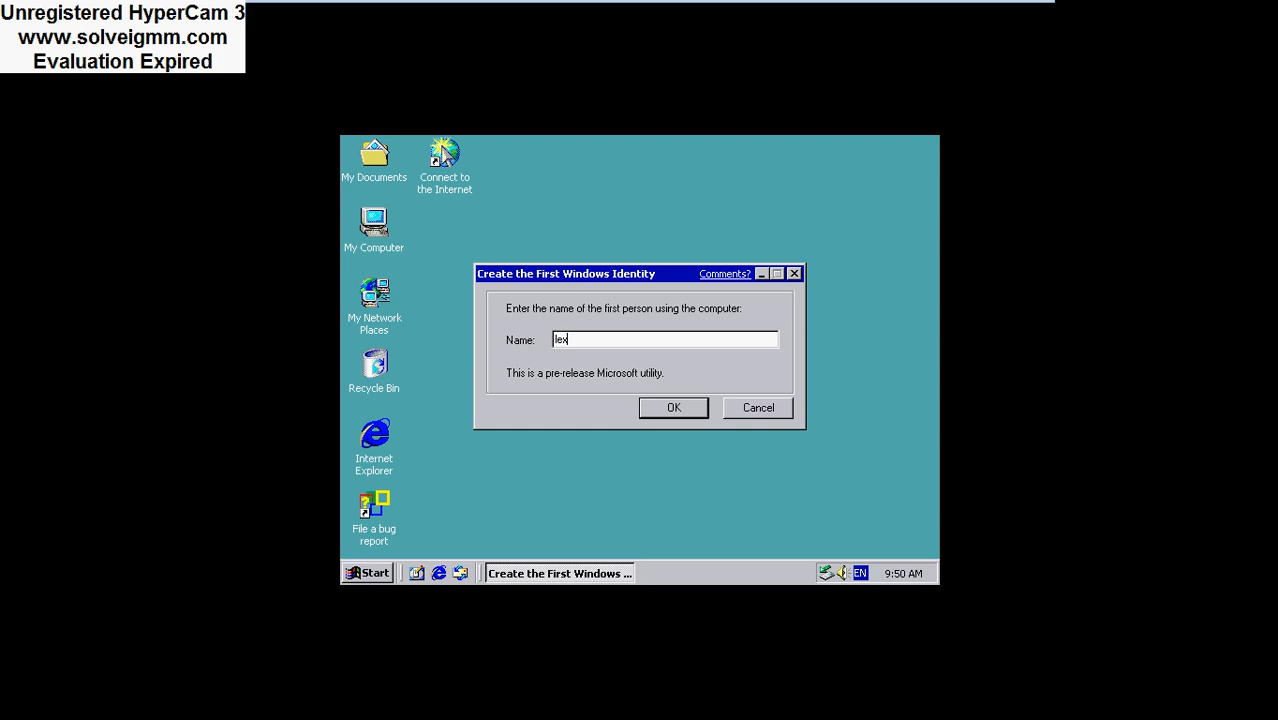 Unregistered HyperCam 3
www.solveigmm.com
Evaluation Expired
My Documents
Connect to
the Internet
My Computer
My Network
Places
Recycle Bin
Internet
Explorer
File a bug
report
Create the First Windows Identity
Comments?
Enter the name of the first person using the computer:
Name:
lex
This is a pre-release Microsoft utility.
OK
Cancel
Start
Create the First Windows ...
EN
9:50 AM